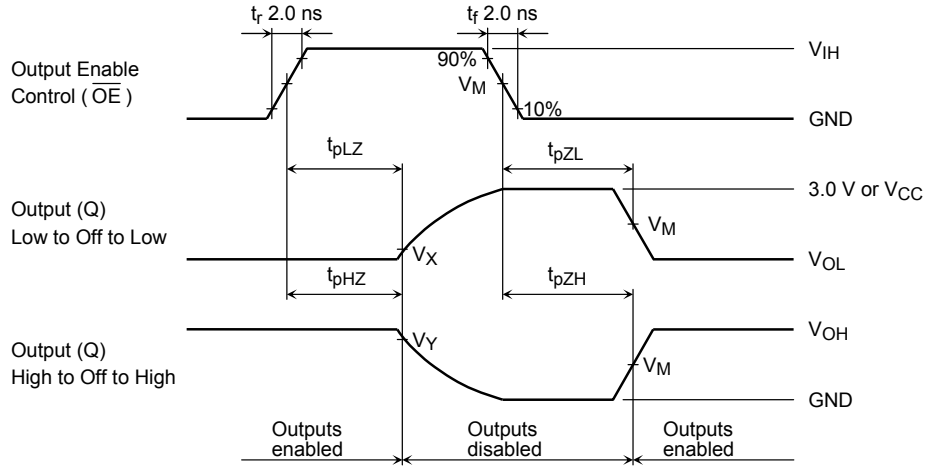 tr 2.0 ns
tf 2.0 ns
Output Enable
Control ( OE )
90%
VM
10%
VIH
GND
tpLZ
tpZL
3.0 V or VCC
Output (Q)
Low to Off to Low
VX
VM
VOL
tpHZ
tpZH
VOH
Output (Q)
High to Off to High
VY
VM
GND
Outputs
enabled
Outputs
disabled
Outputs
enabled